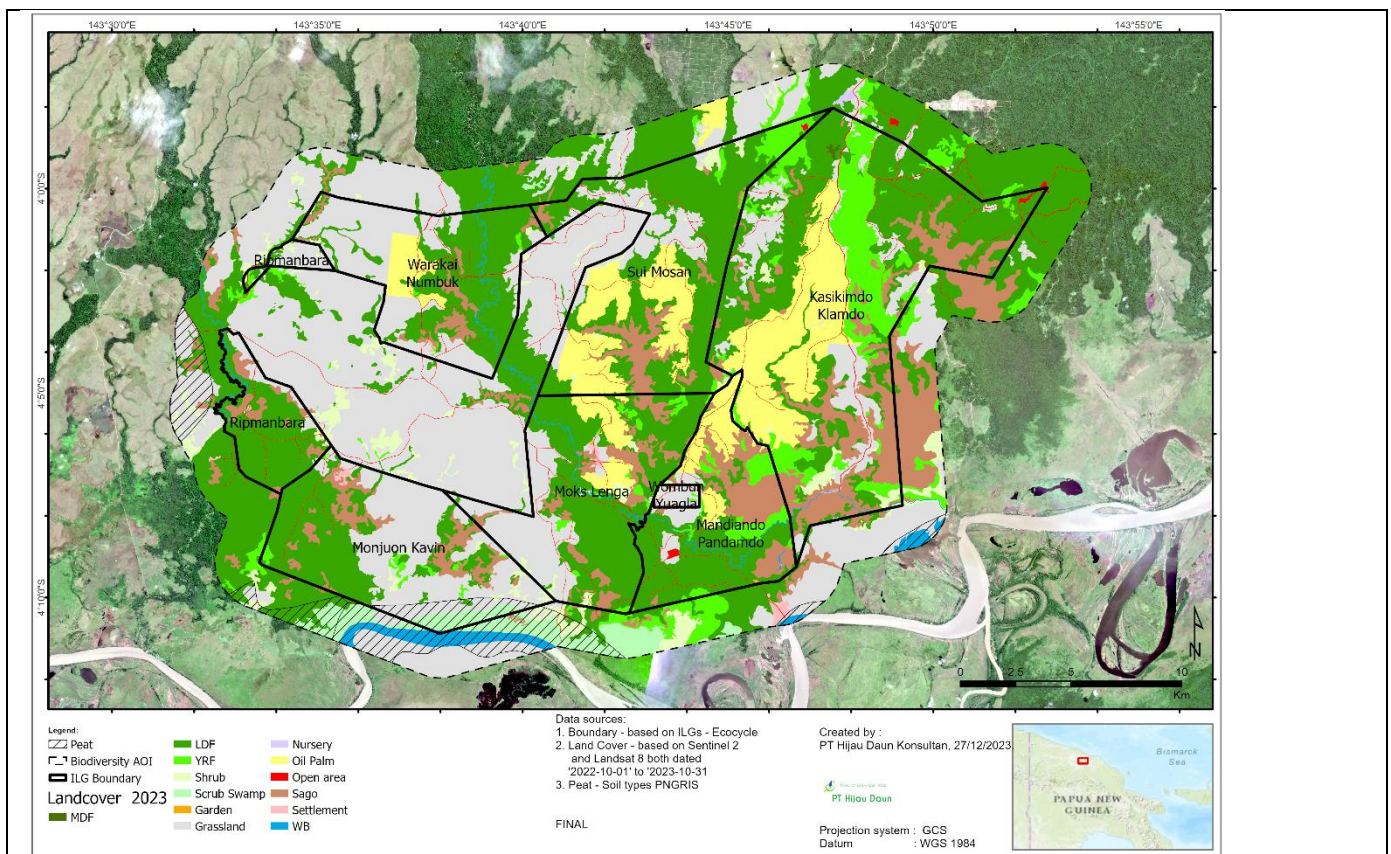 143°30'0"E
143°35'0"E
143°40'0"E
143°45'0"E
143°50'0"E
143°55'0"E
4°0'0"S
4°5'0"S
4°10'0"S
Ripmanbara
Warakai
Numbuk
Sui Mosan
Kasikimdo
Klamdo
Ripmanbara
Moks Lenga
Wombun
Yuagla
Mandiando
Pandamdo
Monjuon Kavin
N
0 2.5 5 10
Km
Legend:
Peat
Biodiversity AOI
ILG Boundary
Landcover 2023
MDF
LDF
YRF
Shrub
Scrub Swamp
Garden
Grassland
Nursery
Oil Palm
Open area
Sago
Settlement
WB
Data sources:
1. Boundary - based on ILGs - Ecocycle
2. Land Cover - based on Sentinel 2
and Landsat 8 both dated
'2022-10-01' to '2023-10-31
3. Peat - Soil types PNGRIS
FINAL
Created by :
PT Hijau Daun Konsultan, 27/12/2023
PT Hijau Daun
Projection system : GCS
Datum : WGS 1984
Bismarck
Sea
PAPUA NEW
GUINEA